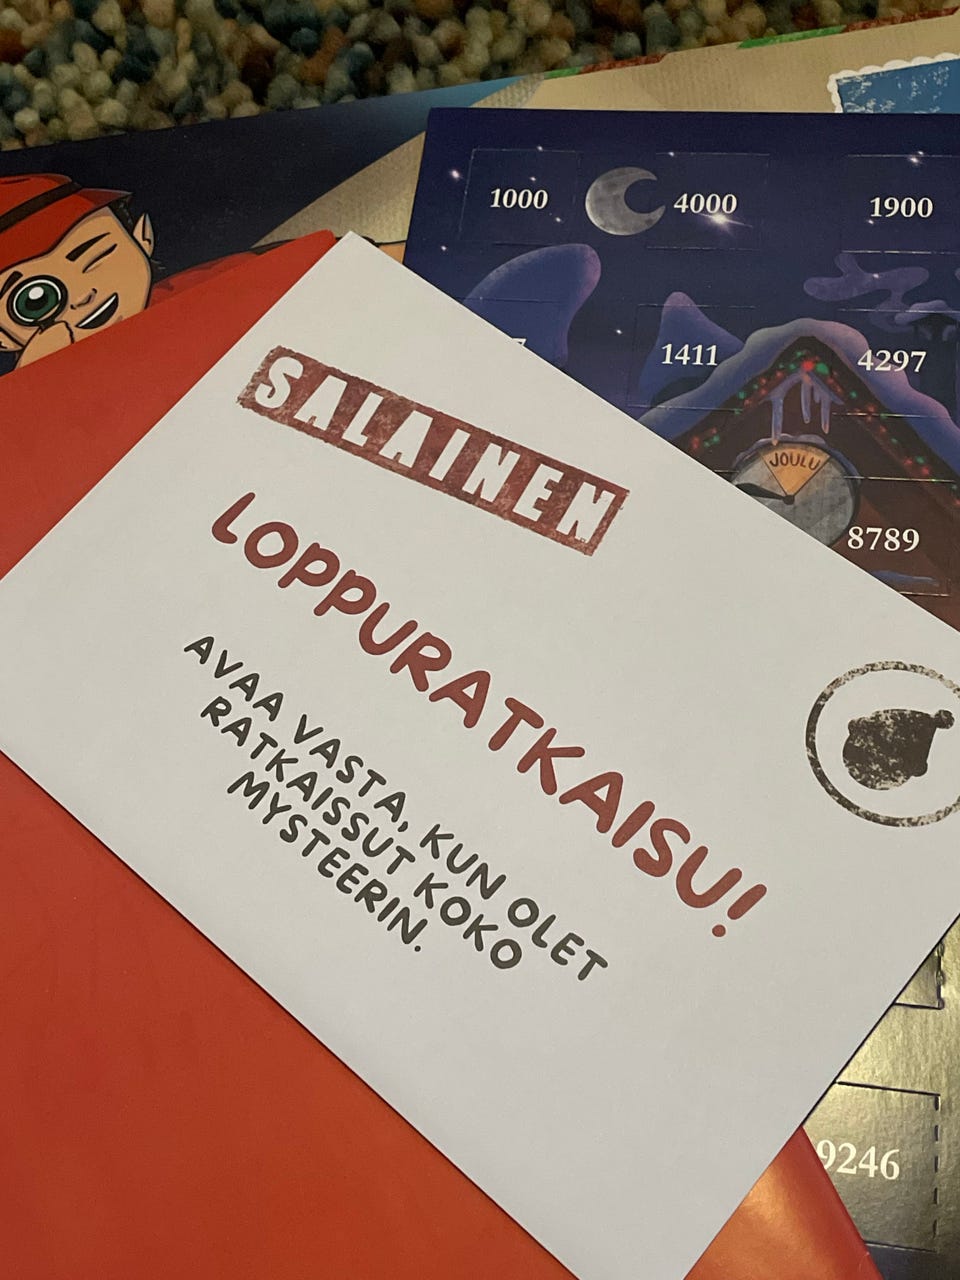 1000
4000
1900
1411
4297
JOULU
8789
SALAINEN
LOPPURATKAISU!
AVAA VASTA, KUN OLET
RATKAISSUT KOKO
MYSTEERIN.
9246